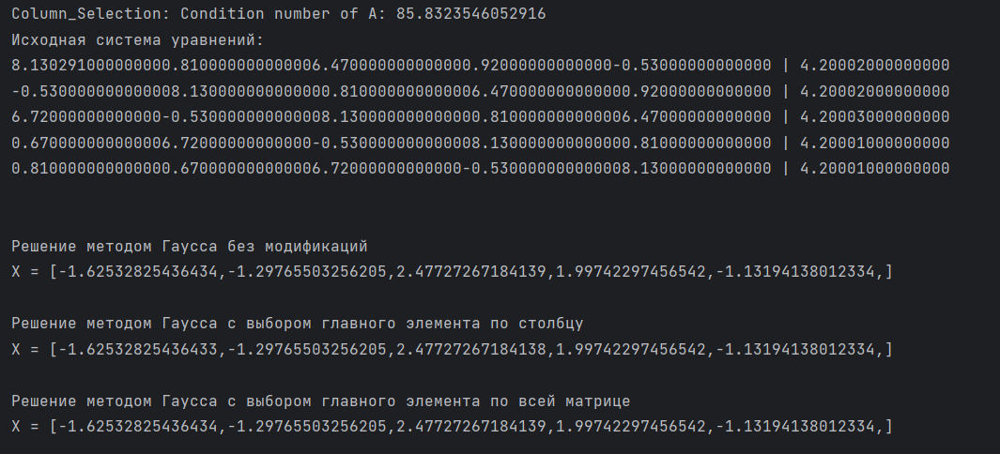 Column_Selection: Condition number of A: 85.8323546052916
Исходная система уравнений:
8.130291000000000.810000000000006.470000000000000.92000000000000-0.53000000000000 | 4.20002000000000
-0.530000000000008.130000000000000.810000000000006.470000000000000.92000000000000 | 4.20002000000000
6.72000000000000-0.530000000000008.130000000000000.810000000000006.47000000000000 | 4.20003000000000
0.670000000000006.72000000000000-0.530000000000008.130000000000000.81000000000000 | 4.20001000000000
0.810000000000000.670000000000006.72000000000000-0.530000000000008.13000000000000 | 4.20001000000000
Решение методом Гаусса без модификаций
X = [-1.62532825436434,-1.29765503256205,2.47727267184139,1.99742297456542,-1.13194138012334,]
Решение методом Гаусса с выбором главного элемента по столбцу
X = [-1.62532825436433,-1.29765503256205,2.47727267184138,1.99742297456542,-1.13194138012334,]
Решение методом Гаусса с выбором главного элемента по всей матрице
X = [-1.62532825436434,-1.29765503256205,2.47727267184139,1.99742297456542,-1.13194138012334,]